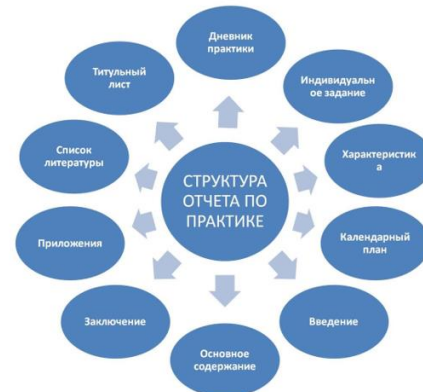 Дневник
практики
Индивидуальн
ое задание
Характеристик
а
Календарный
план
Введение
Основное
содержание
Заключение
Приложения
Список
литературы
Титульный
лист
СТРУКТУРА
ОТЧЕТА ПО
ПРАКТИКЕ